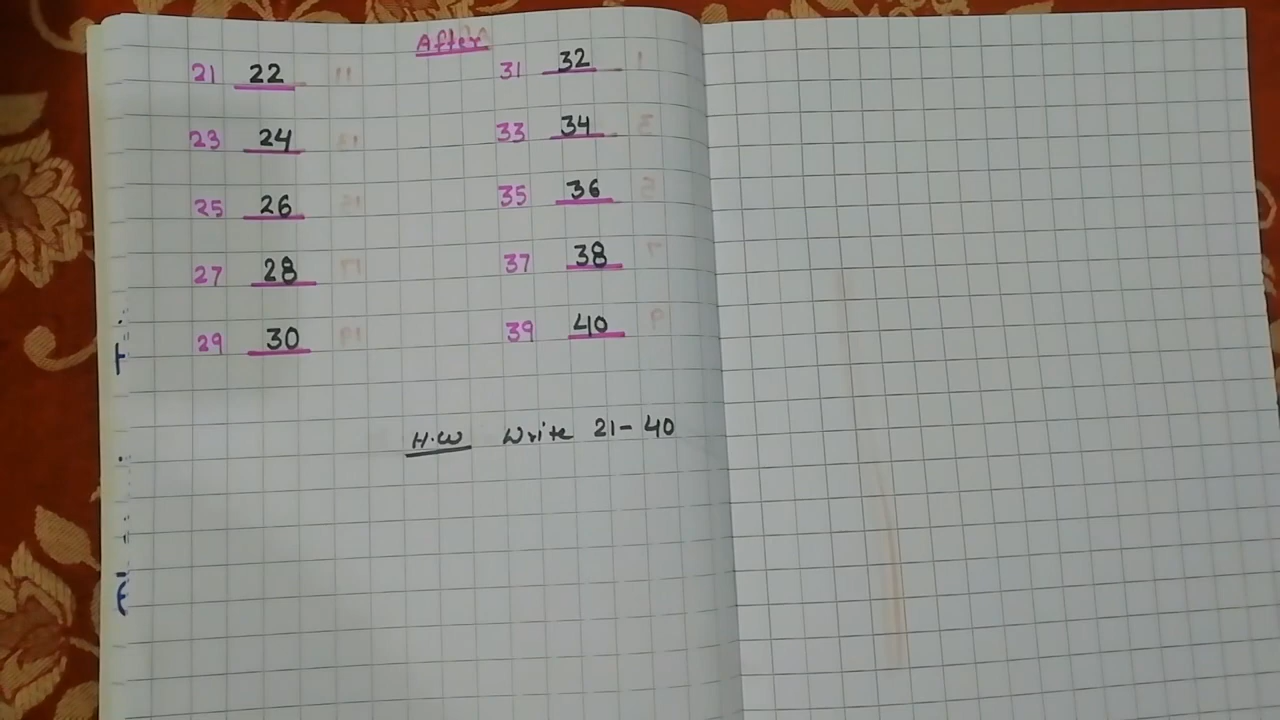 After
21 22 31 32
23 24 33 34
25 26 35 36
27 28 37 38
29 30 39 40
H.W Write 21-40